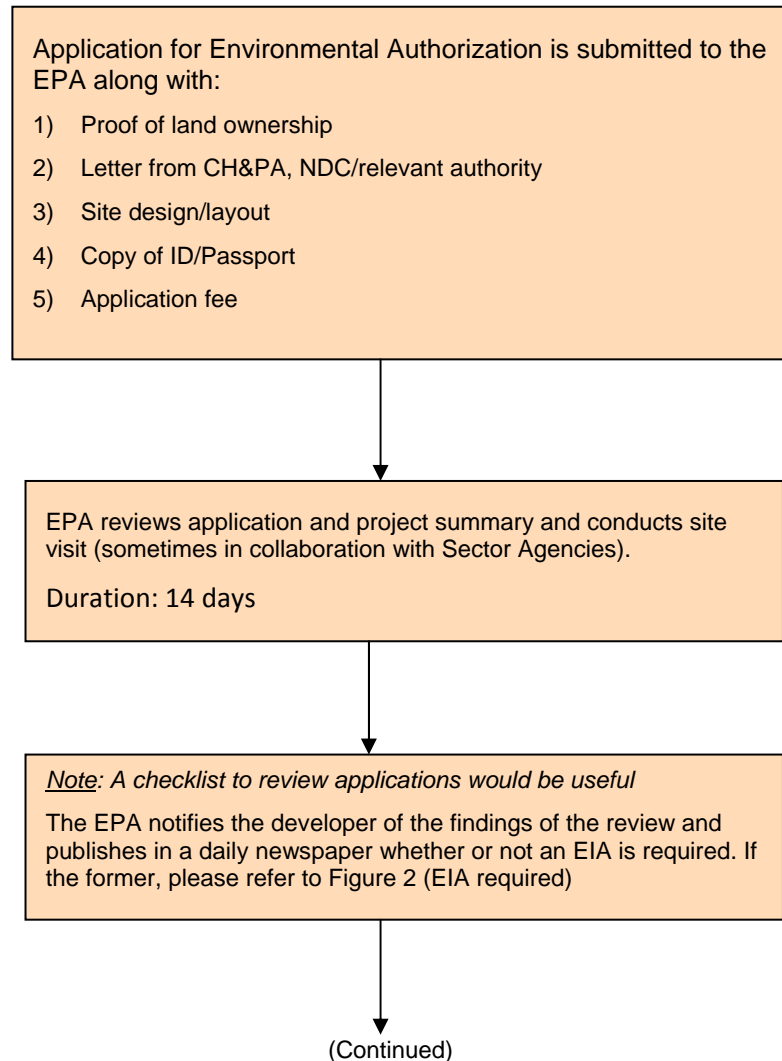 Application for Environmental Authorization is submitted to the
EPA along with:
1) Proof of land ownership
2) Letter from CH&PA, NDC/relevant authority
3) Site design/layout
4) Copy of ID/Passport
5) Application fee
EPA reviews application and project summary and conducts site
visit (sometimes in collaboration with Sector Agencies).
Duration: 14 days
Note: A checklist to review applications would be useful
The EPA notifies the developer of the findings of the review and
publishes in a daily newspaper whether or not an EIA is required. If
the former, please refer to Figure 2 (EIA required)
(Continued)